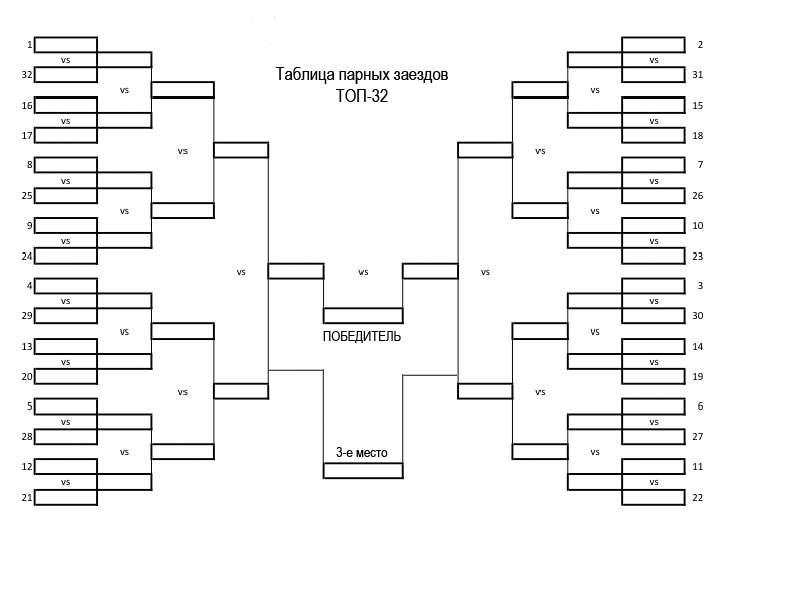 Таблица парных заездов
ТОП-32
1 2
vs vs
32 31
vs vs
16 15
vs vs
17 18
vs vs
8 7
vs vs
25 26
vs vs
9 10
vs vs
24 23
vs vs vs
4 3
vs vs
29 30
vs vs
ПОБЕДИТЕЛЬ
13 14
vs vs
20 19
vs vs
5 6
vs vs
28 27
vs vs
3-е место
12 11
vs vs
21 22